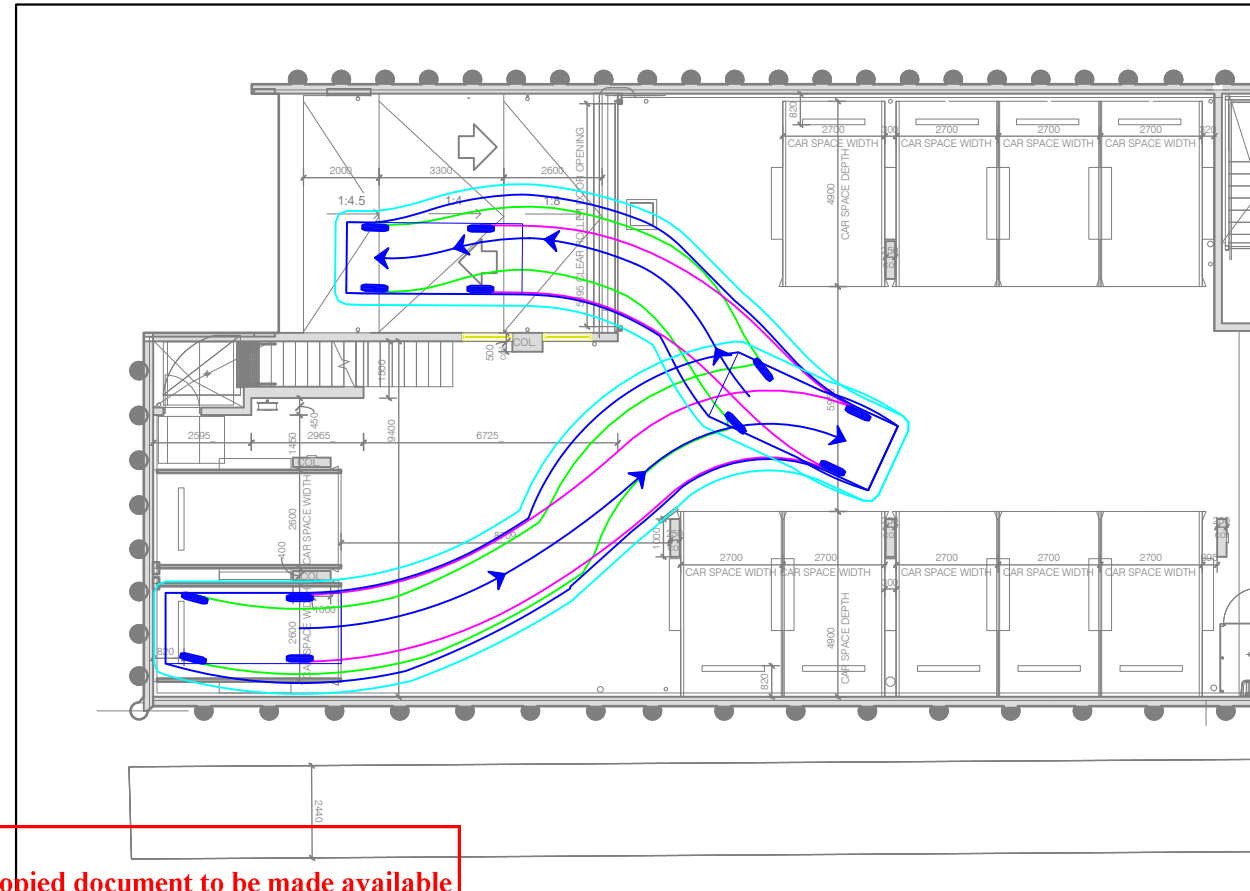 820
2700
300
2700
2700
2700
320
CAR SPACE WIDTH
CAR SPACE WIDTH
CAR SPACE WIDTH
CAR SPACE WIDTH
4900
CAR SPACE DEPTH
2000
3300
2600
1:4.5
1:4
1:8
CLEAR ROLLER DOOR OPENING
COL.
500
1500
9400
450
1450
2595
2965
6725
COL.
2600
CAR SPACE WIDTH
400
COL.
1000
2700
2700
2700
2700
2700
CAR SPACE WIDTH
CAR SPACE WIDTH
CAR SPACE WIDTH
CAR SPACE WIDTH
CAR SPACE WIDTH
300
2600
820
4900
CAR SPACE DEPTH
820
2440
opied document to be made available